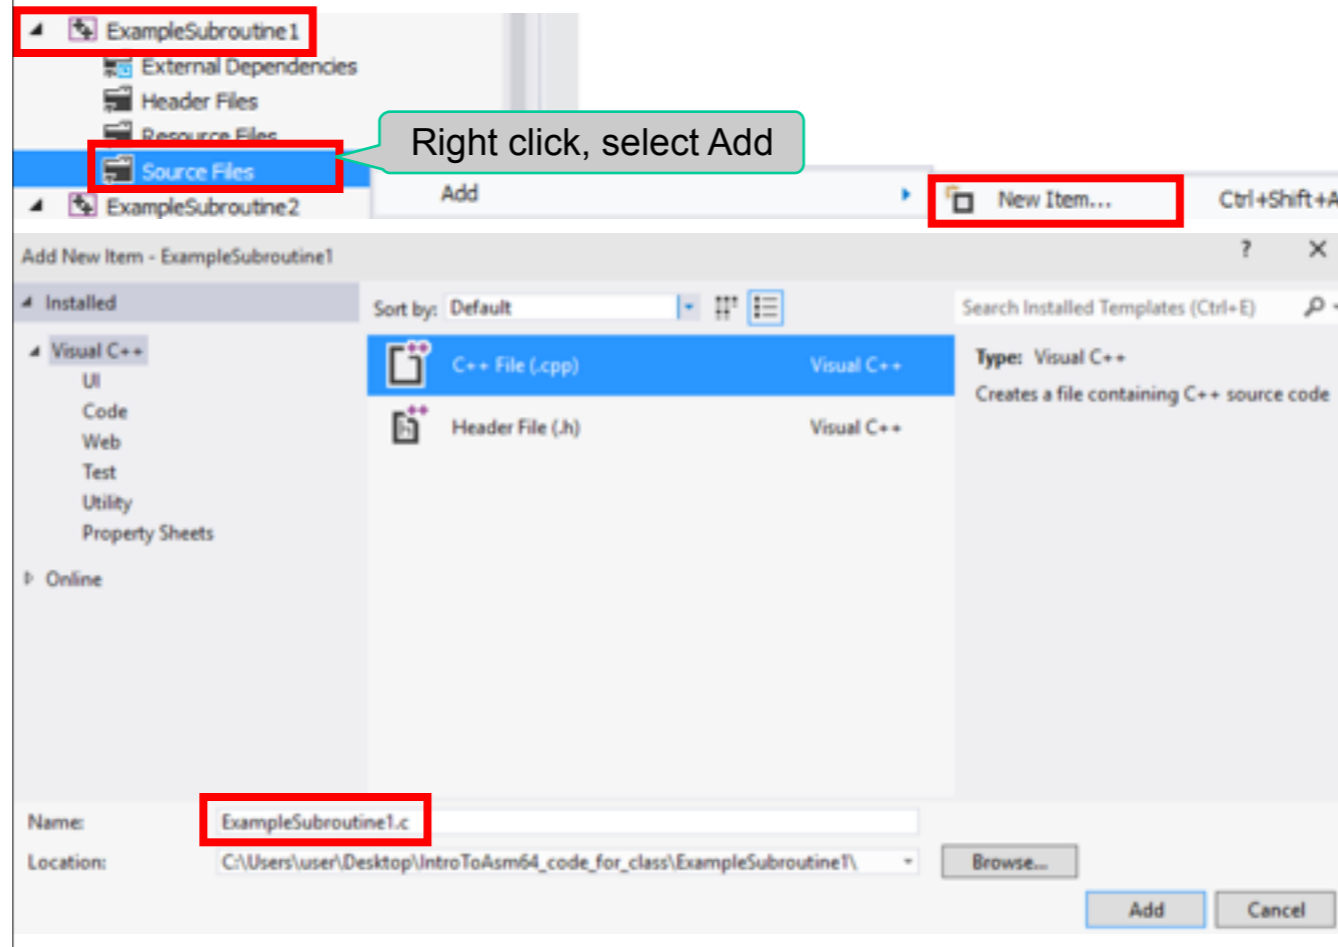 ExampleSubroutine1
External Dependencies
Header Files
Resource Files
Right click, select Add
Source Files
Add
New Item...
Ctrl+Shift+A
ExampleSubroutine2
Add New Item - ExampleSubroutine1
? X
Installed
Sort by: Default
Search Installed Templates (Ctrl+E)
Visual C++
UI
Code
Web
Test
Utility
Property Sheets
Online
C++ File (.cpp) Visual C++
Header File (.h) Visual C++
Type: Visual C++
Creates a file containing C++ source code
Name: ExampleSubroutine1.c
Location: C:\Users\user\Desktop\IntroToAsm64_code_for_class\ExampleSubroutine1\
Browse...
Add Cancel